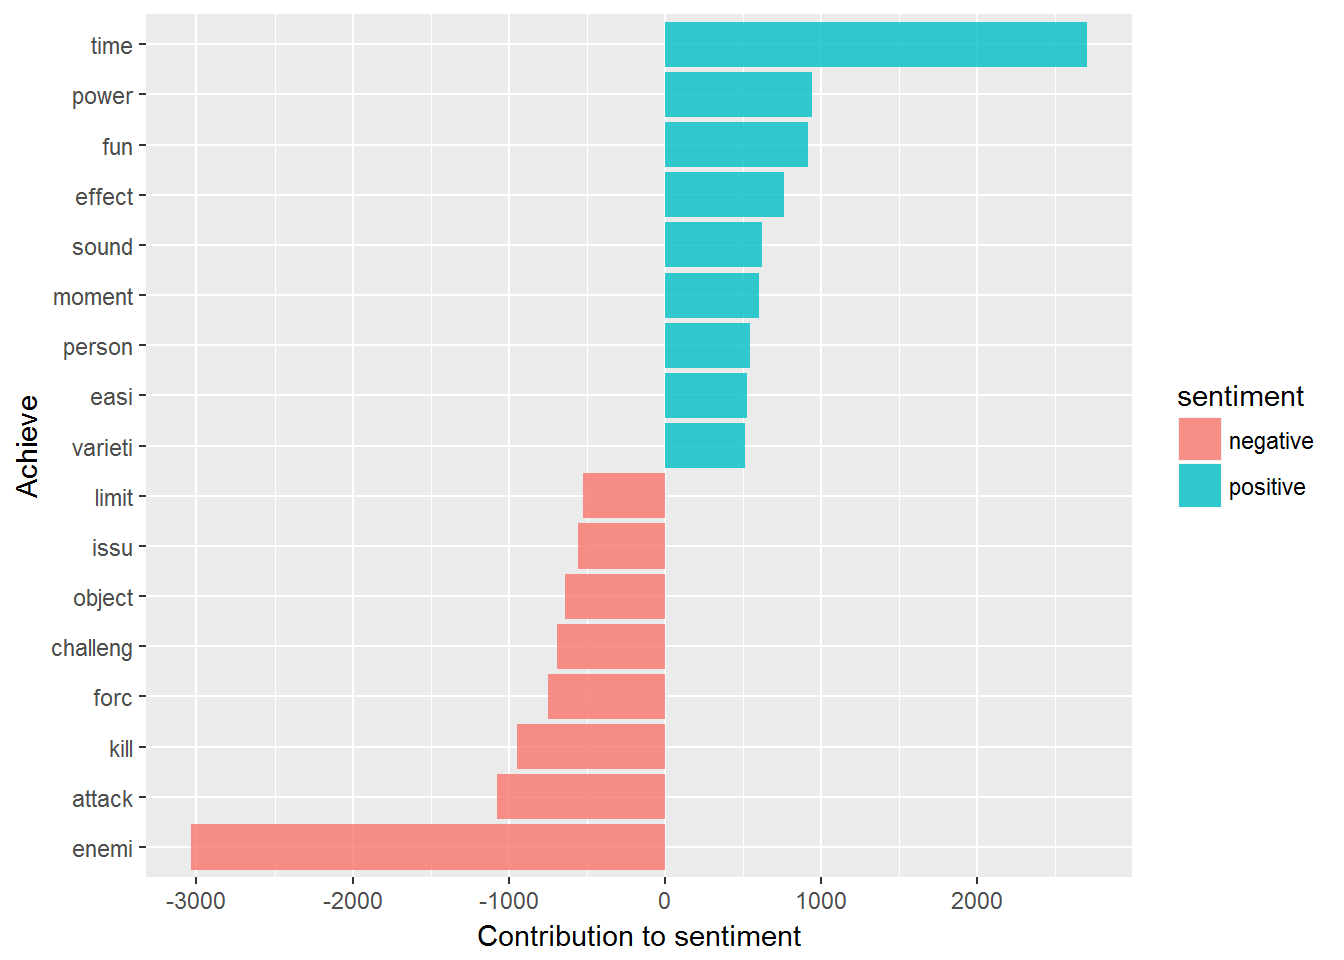 time
power
fun
effect
sound
moment
person
easi
varieti
limit
issu
object
challeng
forc
kill
attack
enemi
Achieve
-3000 -2000 -1000 0 1000 2000
Contribution to sentiment
sentiment
negative
positive